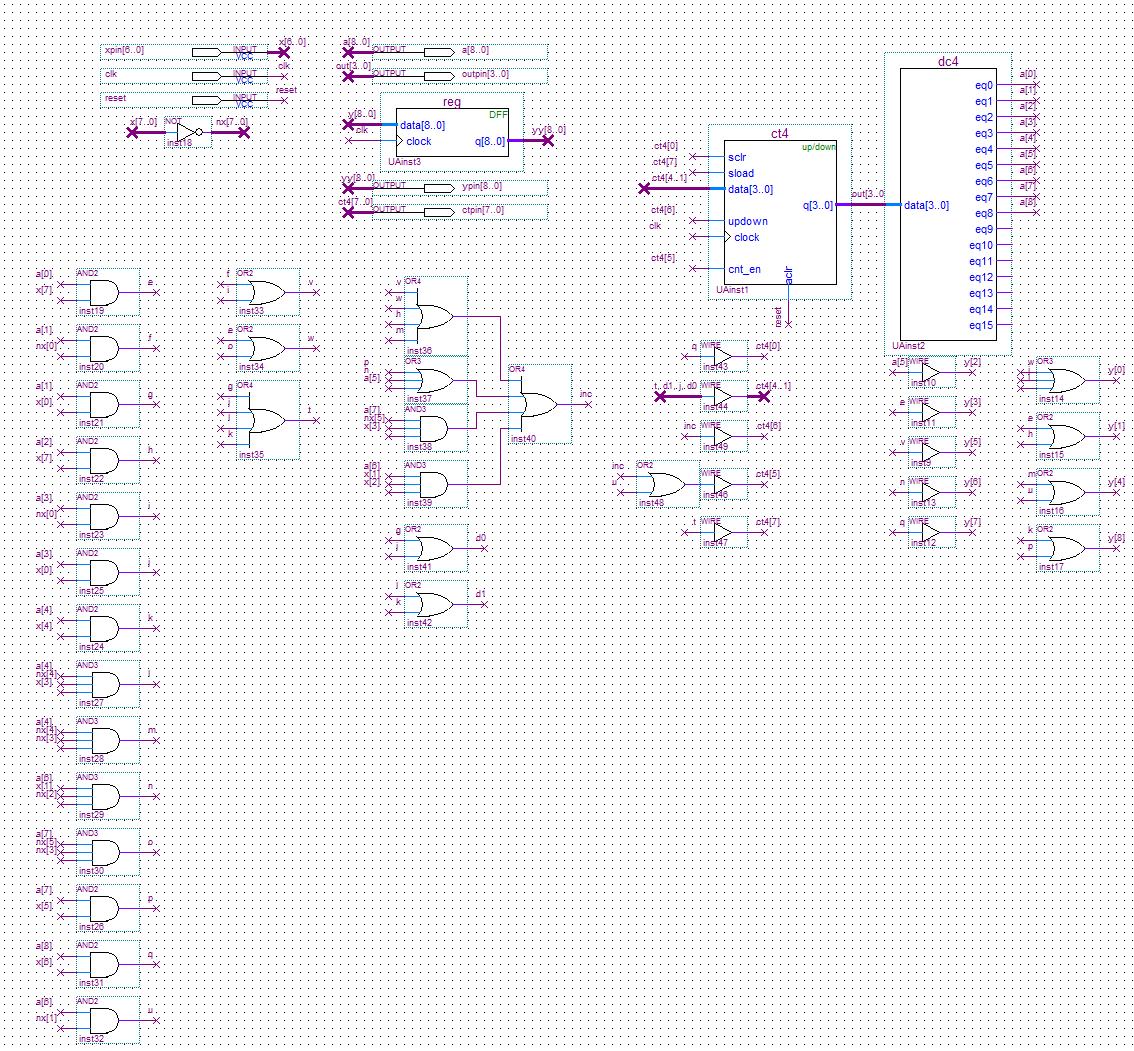 xpin[6..0] INPUT VCC x[6..0]
clk INPUT VCC clk
reset INPUT VCC reset
x[7..0] NOT nx[7..0]
inst18
a[8..0] OUTPUT a[8..0]
out[3..0] OUTPUT outpin[3..0]
reg
DFF
y[8..0] data[8..0]
clk clock q[8..0] yy[8..0]
UAinst3
yy[8..0] OUTPUT ypin[8..0]
ct4[7..0] OUTPUT ctpin[7..0]
ct4
up/down
ct4[0] sclr
ct4[7] sload
ct4[4..1] data[3..0]
q[3..0] out[3..0
ct4[6] updown
clk clock
ct4[5] cnt_en
aclr
UAinst1
reset
dc4
data[3..0]
eq0 a[0]
eq1 a[1]
eq2 a[2]
eq3 a[3]
eq4 a[4]
eq5 a[5]
eq6 a[6]
eq7 a[7]
eq8 a[8]
eq9
eq10
eq11
eq12
eq13
eq14
eq15
UAinst2
a[0] AND2 e
x[7]
inst19
a[1] AND2 f
nx[0]
inst20
a[1] AND2 g
x[0]
inst21
a[2] AND2 h
x[7]
inst22
a[3] AND2 i
nx[0]
inst23
a[3] AND2 j
x[0]
inst25
a[4] AND2 k
x[4]
inst24
a[4] AND3 l
nx[4]
x[3]
inst27
a[4] AND3 m
nx[4]
nx[3]
inst28
a[6] AND3 n
x[1]
nx[2]
inst29
a[7] AND3 o
nx[5]
nx[3]
inst30
a[7] AND2 p
x[5]
inst26
a[8] AND2 q
x[6]
inst31
a[6] AND2 u
nx[1]
inst32
f OR2 v
i
inst33
e OR2 w
o
inst34
g OR4 t
k
inst35
v OR4
w
h
m
inst36
p OR3
n
a[5]
inst37
a[7] AND3
nx[5]
x[3]
inst38
a[6] AND3
x[1]
x[2]
inst39
OR4 inc
inst40
g OR2 d0
inst41
j OR2 d1
k
inst42
q WIRE ct4[0]
inst43
t, d1, j, d0 WIRE ct4[4..1]
inst44
inc WIRE ct4[6]
inst49
inc OR2
u
inst48
WIRE ct4[5]
inst46
t WIRE ct4[7]
inst47
a[5] WIRE y[2]
inst10
e WIRE y[3]
inst11
v WIRE y[5]
inst9
n WIRE y[6]
inst13
q WIRE y[7]
inst12
w OR3 y[0]
inst14
e OR2 y[1]
h
inst15
m OR2 y[4]
u
inst16
k OR2 y[8]
p
inst17